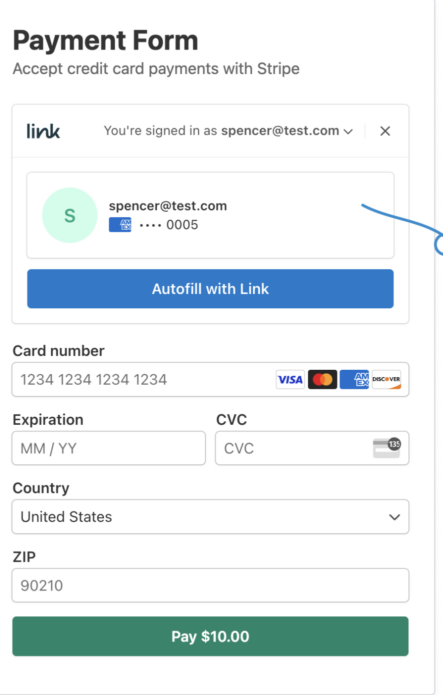 Payment Form
Accept credit card payments with Stripe
link You're signed in as spencer@test.com
S
spencer@test.com
AMEX •••• 0005
Autofill with Link
Card number
1234 1234 1234 1234 VISA AMEX DISCOVER
Expiration CVC
MM / YY CVC 135
Country
United States
ZIP
90210
Pay $10.00